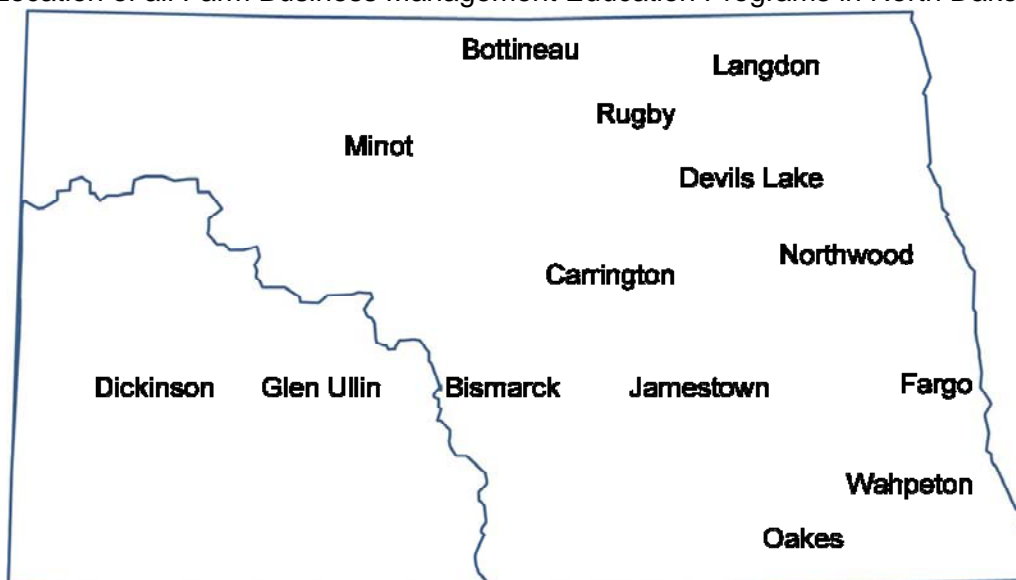 Location of all Farm Business Management Education Programs in North Dako
Bottineau
Langdon
Rugby
Minot
Devils Lake
Northwood
Carrington
Dickinson Glen Ullin Bismarck Jamestown Fargo
Wahpeton
Oakes